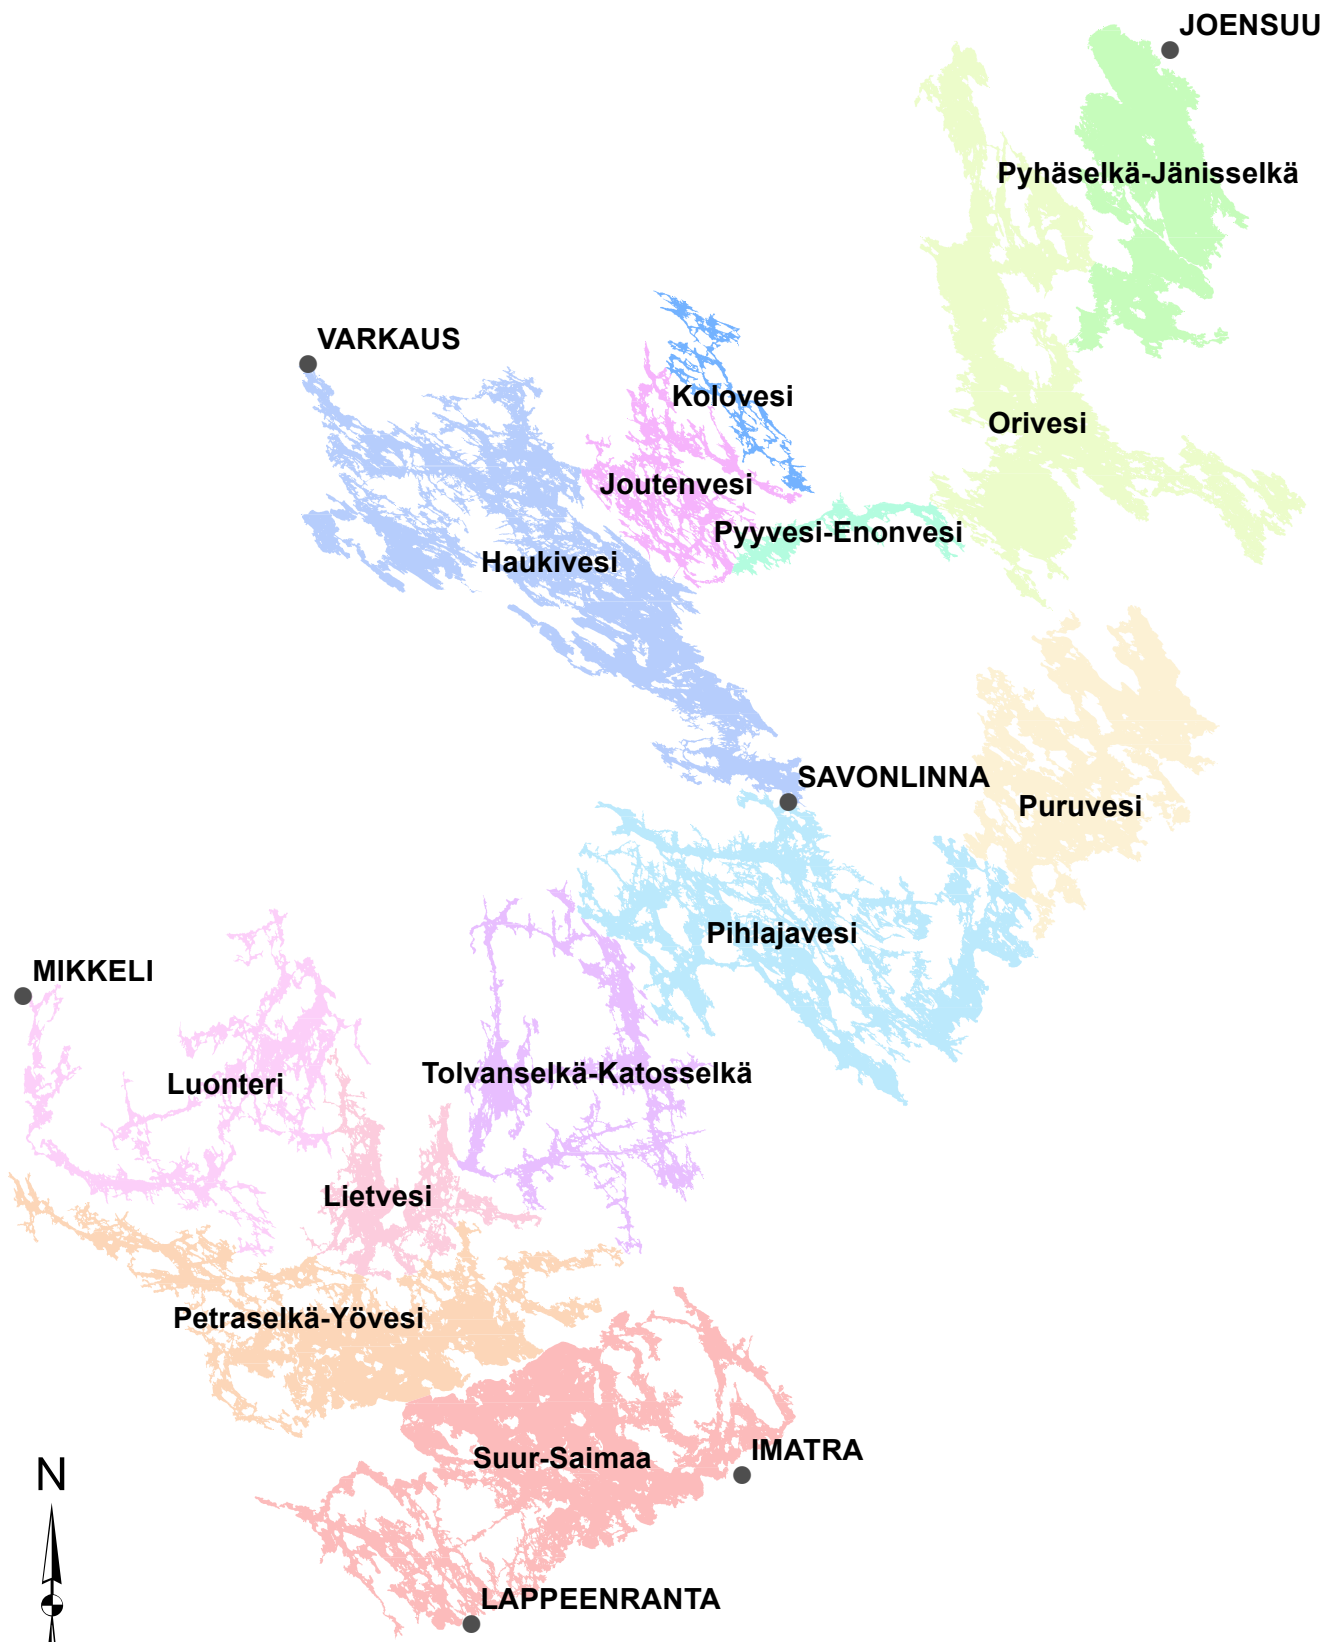 JOENSUU
Pyhäselkä-Jänisselkä
VARKAUS
Kolovesi
Orivesi
Joutenvesi
Pyyvesi-Enonvesi
Haukivesi
SAVONLINNA
Puruvesi
Pihlajavesi
MIKKELI
Luonteri
Tolvanselkä-Katosselkä
Lietvesi
Petraselkä-Yövesi
Suur-Saimaa
IMATRA
N
LAPPEENRANTA